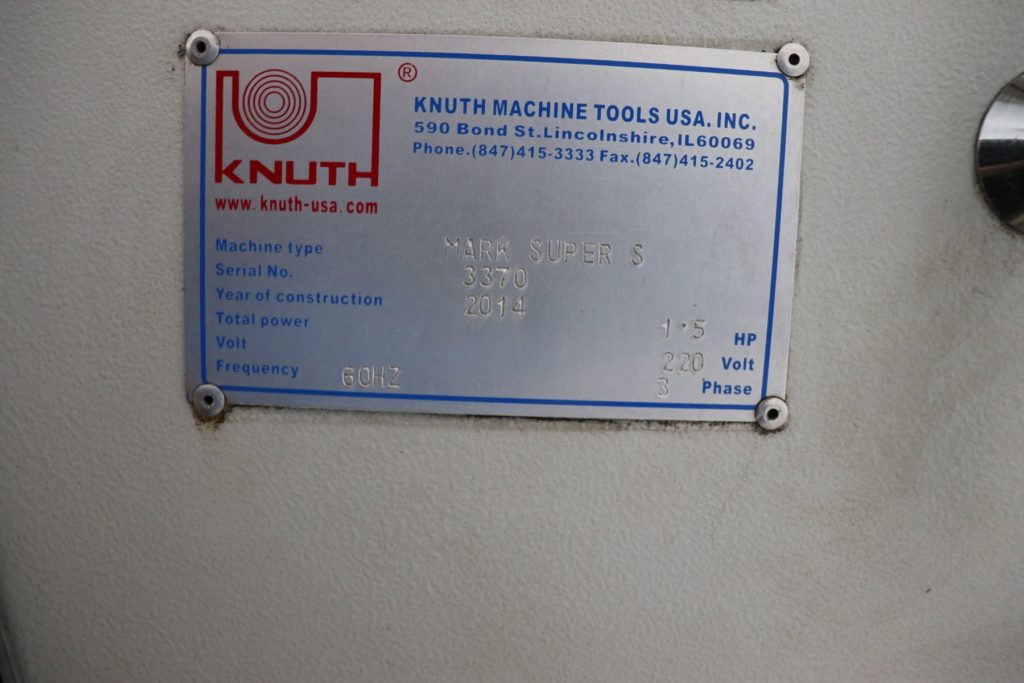 KNUTH
®
www.knuth-usa.com
KNUTH MACHINE TOOLS USA. INC.
590 Bond St.Lincolnshire,IL60069
Phone.(847)415-3333 Fax.(847)415-2402
Machine type MARK SUPER S
Serial No. 3370
Year of construction 2014
Total power 1·5 HP
Volt 220 Volt
Frequency 60HZ 3 Phase